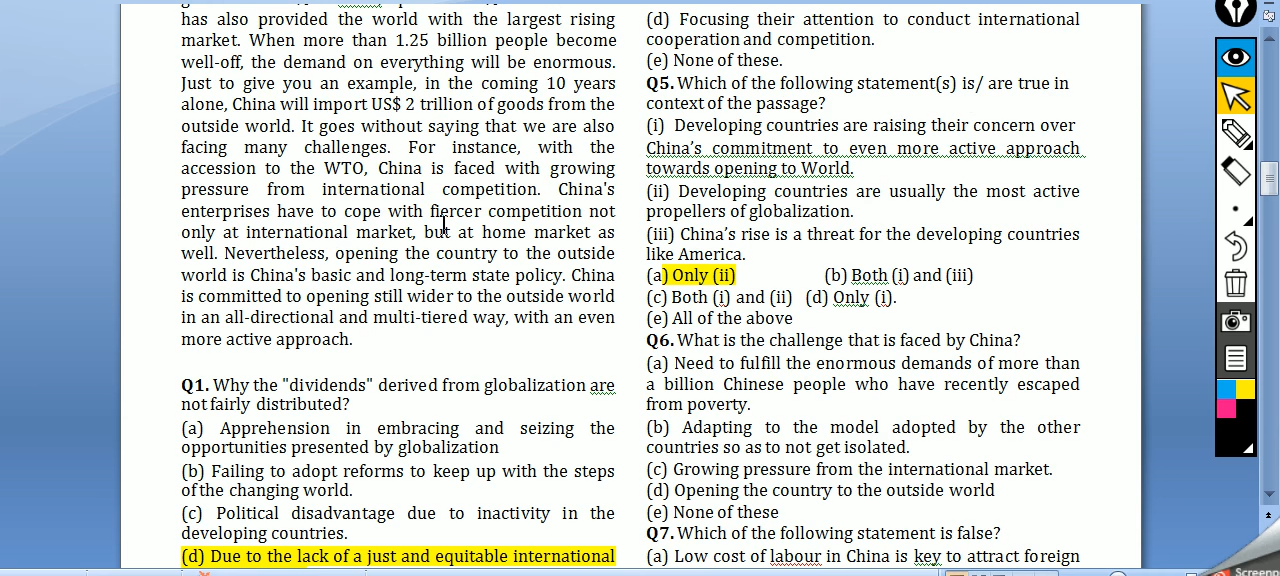 has also provided the world with the largest rising
market. When more than 1.25 billion people become
well-off, the demand on everything will be enormous.
Just to give you an example, in the coming 10 years
alone, China will import US$ 2 trillion of goods from the
outside world. It goes without saying that we are also
facing many challenges. For instance, with the
accession to the WTO, China is faced with growing
pressure from international competition. China's
enterprises have to cope with fiercer competition not
only at international market, but at home market as
well. Nevertheless, opening the country to the outside
world is China's basic and long-term state policy. China
is committed to opening still wider to the outside world
in an all-directional and multi-tiered way, with an even
more active approach.
Q1. Why the "dividends" derived from globalization are
not fairly distributed?
(a) Apprehension in embracing and seizing the
opportunities presented by globalization
(b) Failing to adopt reforms to keep up with the steps
of the changing world.
(c) Political disadvantage due to inactivity in the
developing countries.
(d) Due to the lack of a just and equitable international
(d) Focusing their attention to conduct international
cooperation and competition.
(e) None of these.
Q5. Which of the following statement(s) is/ are true in
context of the passage?
(i) Developing countries are raising their concern over
China's commitment to even more active approach
towards opening to World.
(ii) Developing countries are usually the most active
propellers of globalization.
(iii) China's rise is a threat for the developing countries
like America.
(a) Only (ii) (b) Both (i) and (iii)
(c) Both (i) and (ii) (d) Only (i).
(e) All of the above
Q6. What is the challenge that is faced by China?
(a) Need to fulfill the enormous demands of more than
a billion Chinese people who have recently escaped
from poverty.
(b) Adapting to the model adopted by the other
countries so as to not get isolated.
(c) Growing pressure from the international market.
(d) Opening the country to the outside world
(e) None of these
Q7. Which of the following statement is false?
(a) Low cost of labour in China is key to attract foreign